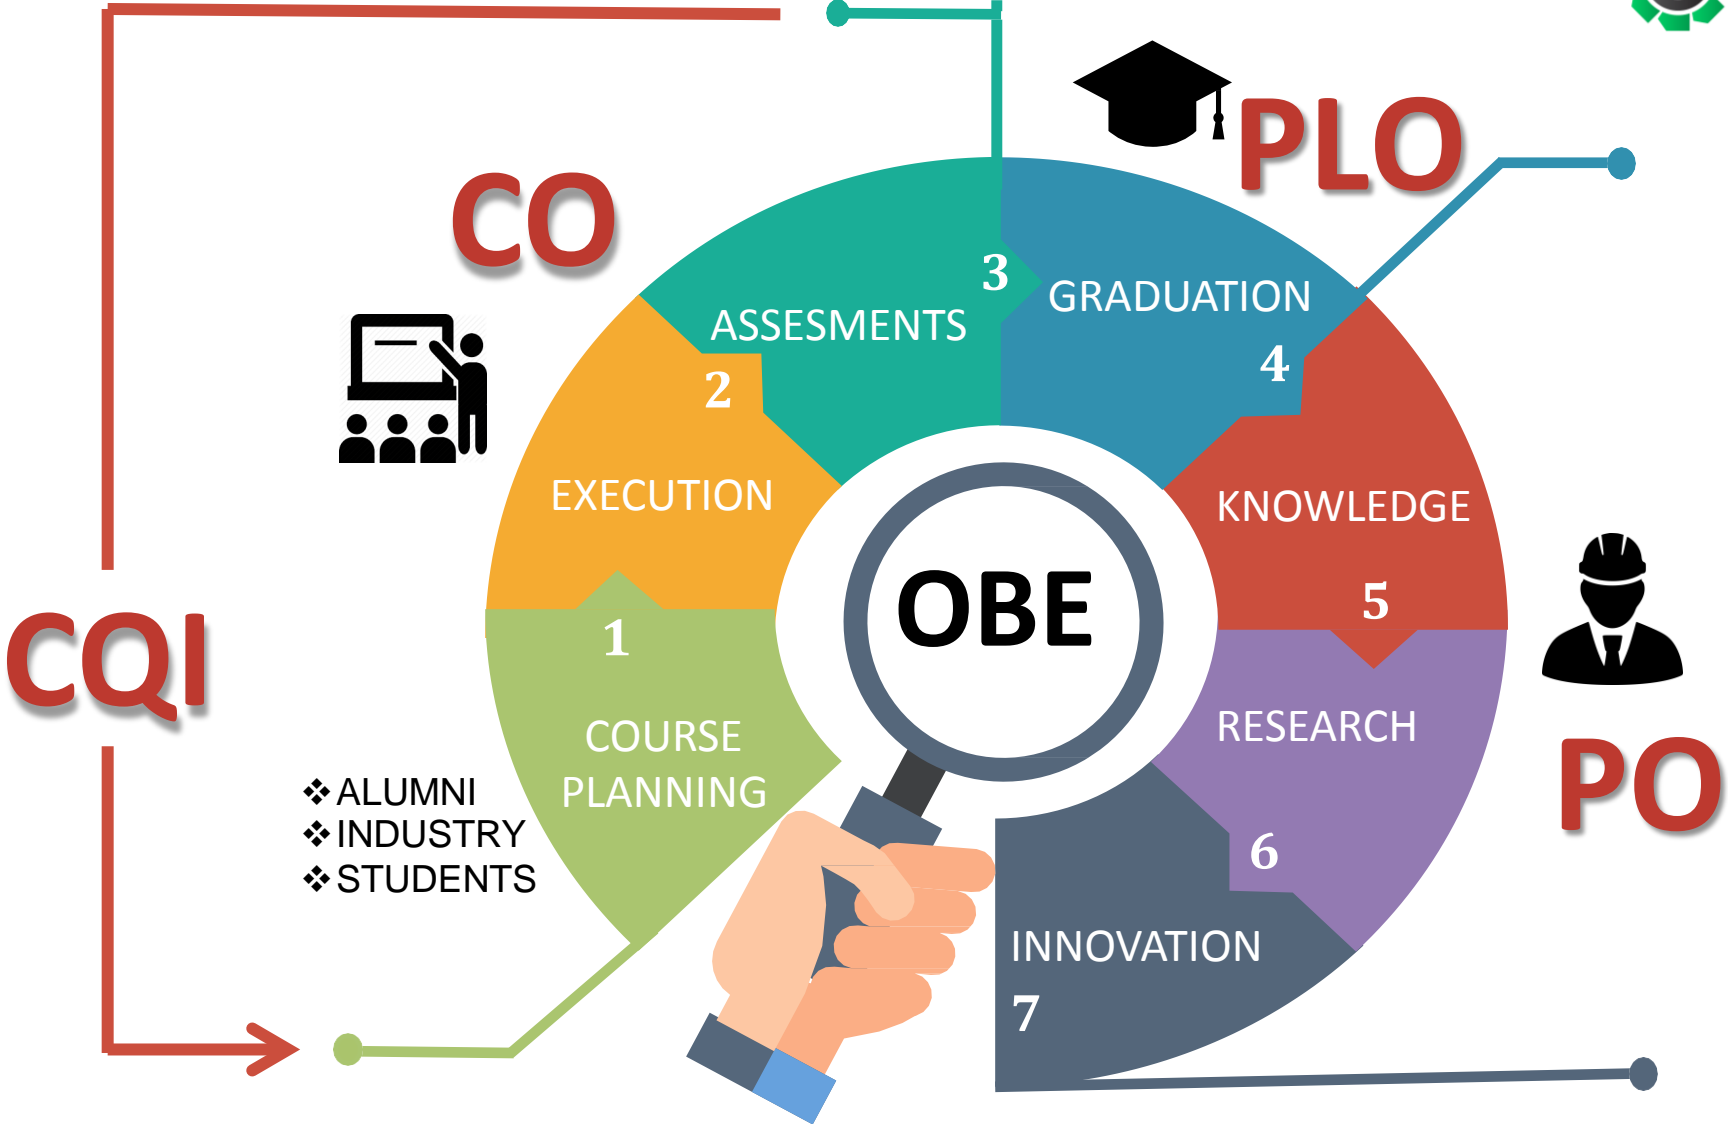 PLO
CO
3
GRADUATION
ASSESMENTS
4
2
EXECUTION
KNOWLEDGE
OBE
5
1
CQI
RESEARCH
COURSE
PLANNING
PO
❖ ALUMNI
❖ INDUSTRY
❖ STUDENTS
6
INNOVATION
7